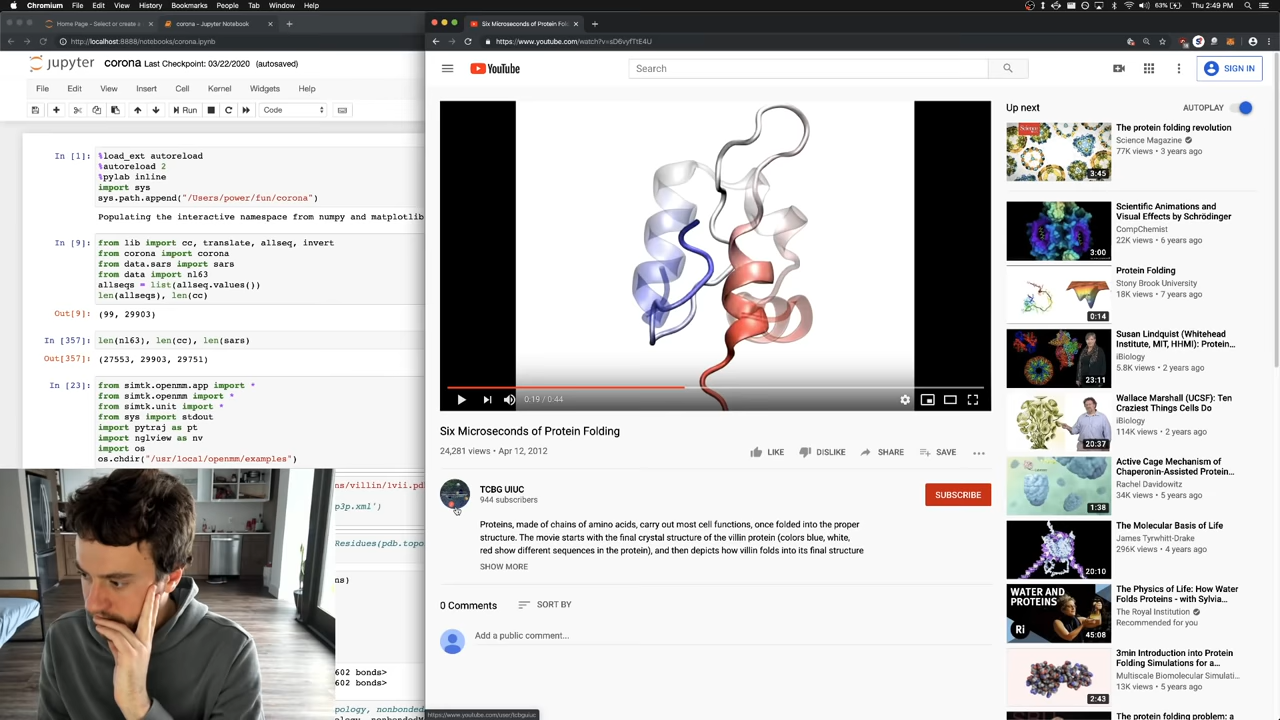 Chromium File Edit View History Bookmarks People Tab Window Help
63% Thu 2:49 PM
Home Page - Select or create
corona - Jupyter Notebook
Six Microseconds of Protein Fol
http://localhost:8888/notebooks/corona.ipynb
jupyter corona Last Checkpoint: 03/22/2020 (autosaved)
File Edit View Insert Cell Kernel Widgets Help
Run
Code
In [1]: %load_ext autoreload
%autoreload 2
%pylab inline
import sys
sys.path.append("/Users/power/fun/corona")
Populating the interactive namespace from numpy and matplotlib
In [9]: from lib import cc, translate, allseq, invert
from corona import corona
from data.sars import sars
from data import nl63
allseqs = list(allseq.values())
len(allseqs), len(cc)
Out[9]: (99, 29903)
In [357]: len(nl63), len(cc), len(sars)
Out[357]: (27553, 29903, 29751)
In [23]: from simtk.openmm.app import *
from simtk.openmm import *
from simtk.unit import *
from sys import stdout
import pytraj as pt
import nglview as nv
import os
os.chdir("/usr/local/openmm/examples")
ns/villin/1vii.pd
p3p.xml')
Residues(pdb.topo
ns)
602 bonds>
602 bonds>
pology, nonbonded
YouTube
Search
SIGN IN
0:19 / 0:44
Six Microseconds of Protein Folding
24,281 views • Apr 12, 2012
LIKE DISLIKE SHARE SAVE
TCBG UIUC
944 subscribers
SUBSCRIBE
Proteins, made of chains of amino acids, carry out most cell functions, once folded into the proper
structure. The movie starts with the final crystal structure of the villin protein (colors blue, white,
red show different sequences in the protein), and then depicts how villin folds into its final structure
SHOW MORE
0 Comments SORT BY
Add a public comment...
https://www.youtube.com/user/tcbguiuc
Up next
AUTOPLAY
The protein folding revolution
Science Magazine
77K views • 3 years ago
3:45
Scientific Animations and
Visual Effects by Schrödinger
CompChemist
22K views • 6 years ago
3:00
Protein Folding
Stony Brook University
18K views • 7 years ago
0:14
Susan Lindquist (Whitehead
Institute, MIT, HHMI): Protein...
iBiology
5.8K views • 2 years ago
23:11
Wallace Marshall (UCSF): Ten
Craziest Things Cells Do
iBiology
114K views • 2 years ago
20:37
Active Cage Mechanism of
Chaperonin-Assisted Protein...
Rachel Davidowitz
34K views • 5 years ago
1:38
The Molecular Basis of Life
James Tyrwhitt-Drake
296K views • 4 years ago
20:10
The Physics of Life: How Water
Folds Proteins - with Sylvia...
The Royal Institution
Recommended for you
WATER AND
PROTEINS
Ri
45:08
3min Introduction into Protein
Folding Simulations for a...
Multiscale Biomolecular Simulati...
13K views • 5 years ago
2:43
The protein folding problem: a